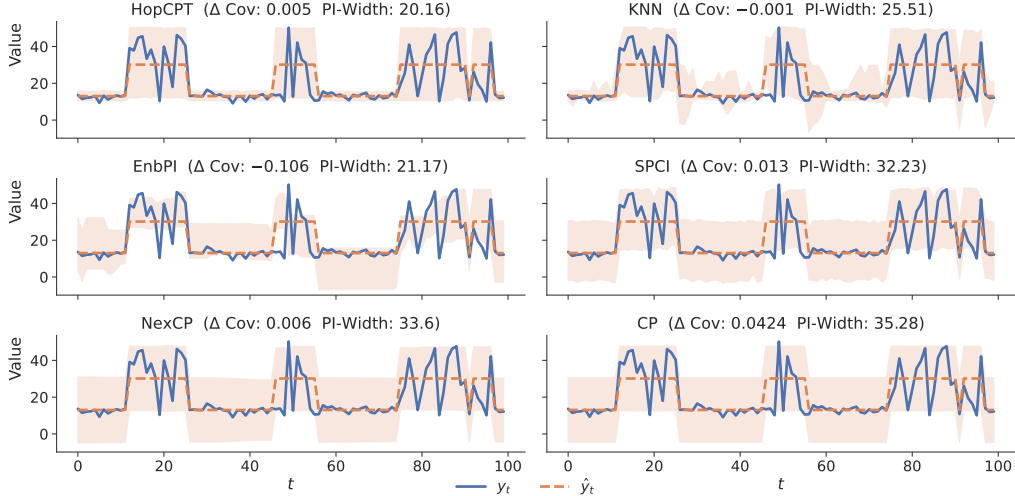 HopCPT (Δ Cov: 0.005 PI-Width: 20.16)
KNN (Δ Cov: −0.001 PI-Width: 25.51)
Value
40
20
0
EnbPI (Δ Cov: −0.106 PI-Width: 21.17)
SPCI (Δ Cov: 0.013 PI-Width: 32.23)
Value
40
20
0
NexCP (Δ Cov: 0.006 PI-Width: 33.6)
CP (Δ Cov: 0.0424 PI-Width: 35.28)
Value
40
20
0
0 20 40 60 80 100
0 20 40 60 80 100
t
t
yₜ ŷₜ